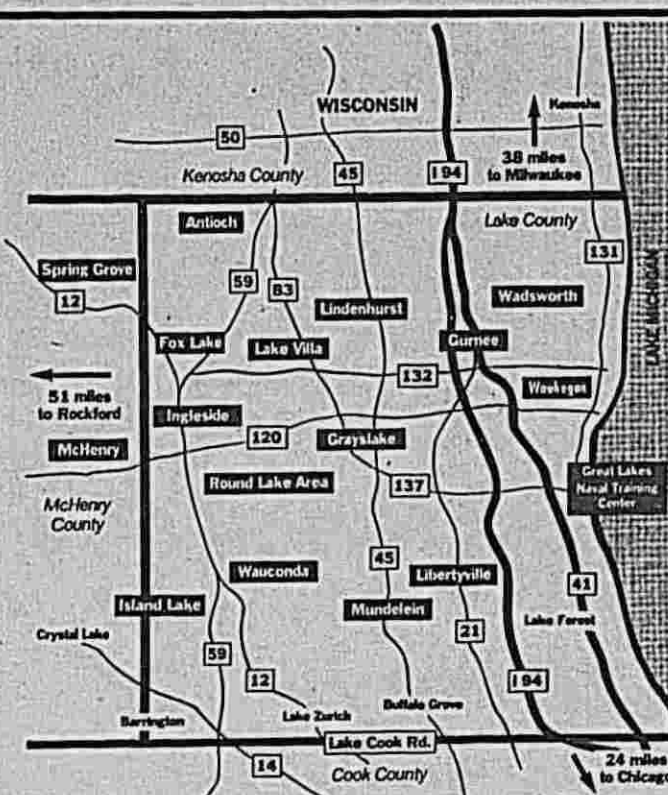 WISCONSIN
Kenosha
50
38 miles
to Milwaukee
Kenosha County
45
I 94
Antioch
Lake County
131
Spring Grove
12
59
83
Lindenhurst
Wadsworth
LAKE MICHIGAN
Fox Lake
Lake Villa
Gurnee
51 miles
to Rockford
132
Waukegan
Ingleside
McHenry
120
Grayslake
Round Lake Area
137
Great Lakes
Naval Training
Center
McHenry
County
45
Wauconda
Libertyville
41
Island Lake
Mundelein
Lake Forest
Crystal Lake
59
21
12
I 94
Barrington
Lake Zurich
Buffalo Grove
Lake Cook Rd.
14
Cook County
24 miles
to Chicago